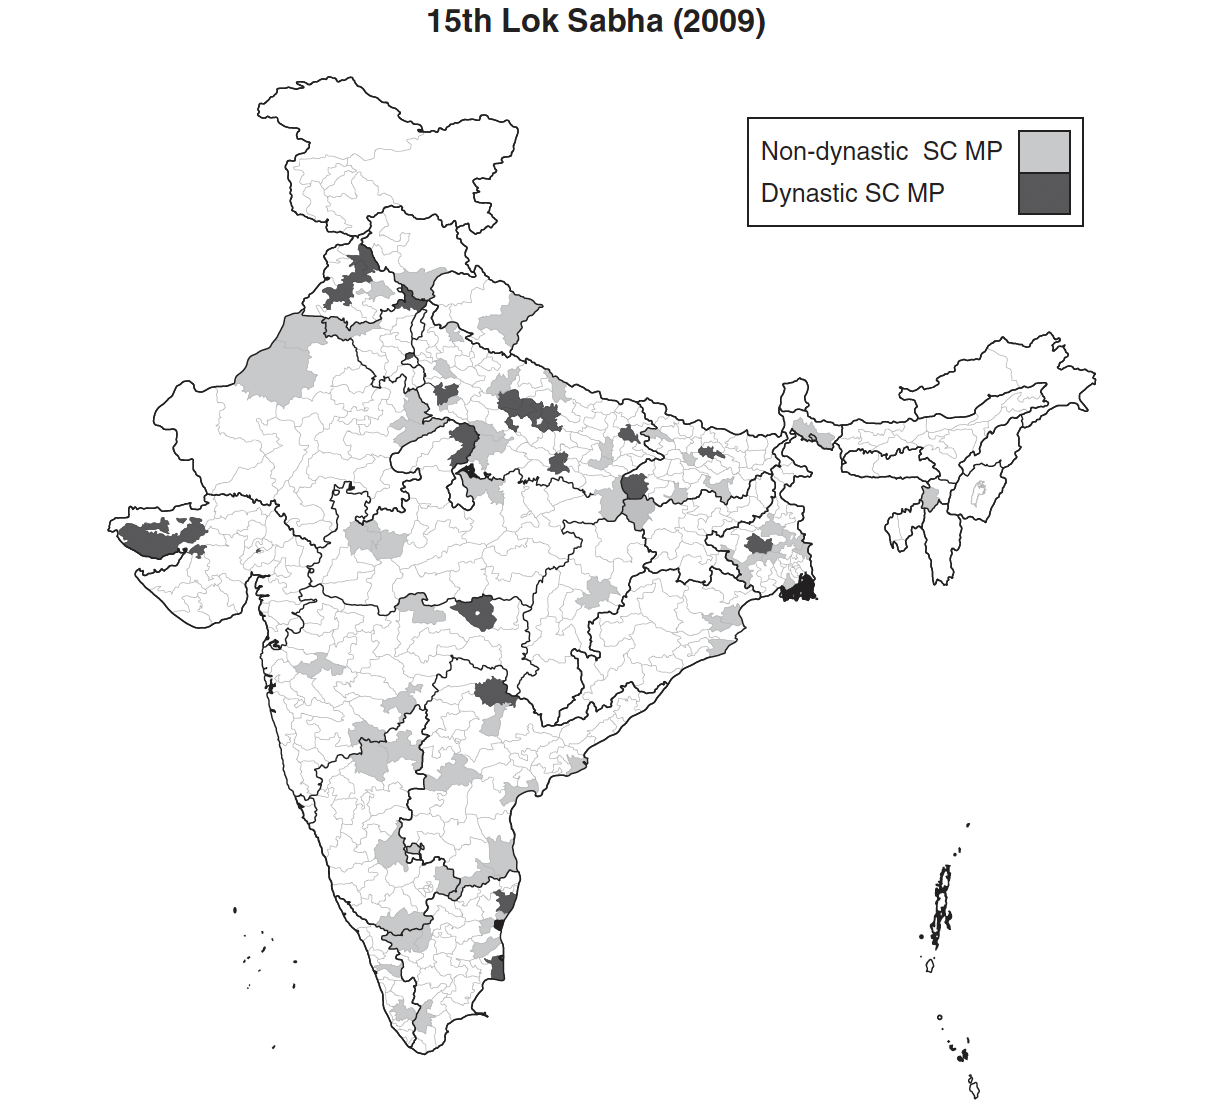 15th Lok Sabha (2009)
Non-dynastic SC MP
Dynastic SC MP